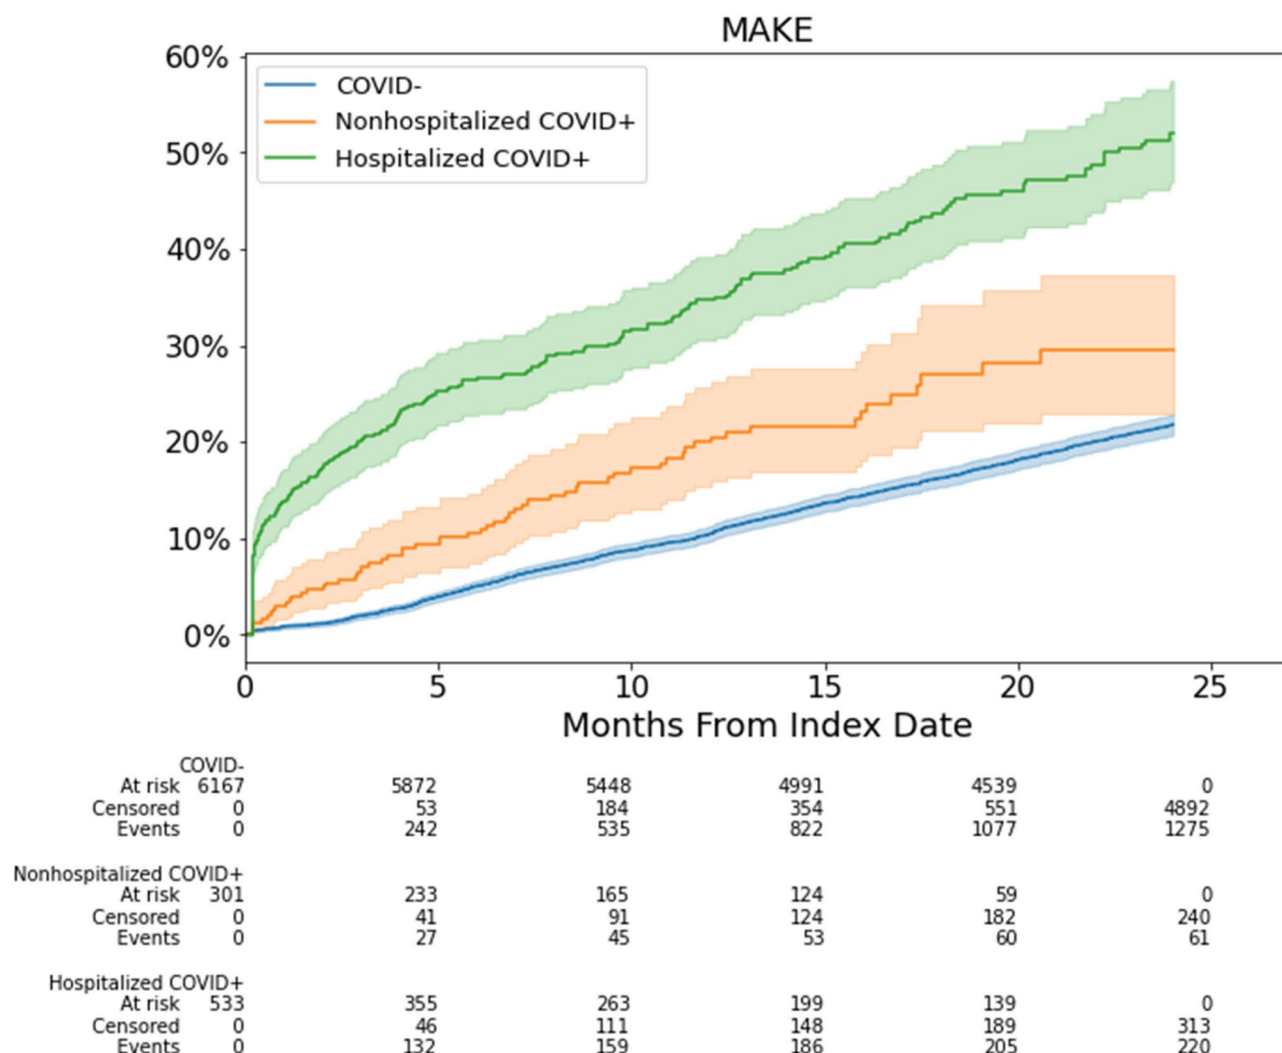 MAKE
60%
COVID-
Nonhospitalized COVID+
Hospitalized COVID+
50%
40%
30%
20%
10%
0%
0 5 10 15 20 25
Months From Index Date
COVID-
At risk 6167 5872 5448 4991 4539 0
Censored 0 53 184 354 551 4892
Events 0 242 535 822 1077 1275
Nonhospitalized COVID+
At risk 301 233 165 124 59 0
Censored 0 41 91 124 182 240
Events 0 27 45 53 60 61
Hospitalized COVID+
At risk 533 355 263 199 139 0
Censored 0 46 111 148 189 313
Events 0 132 159 186 205 220